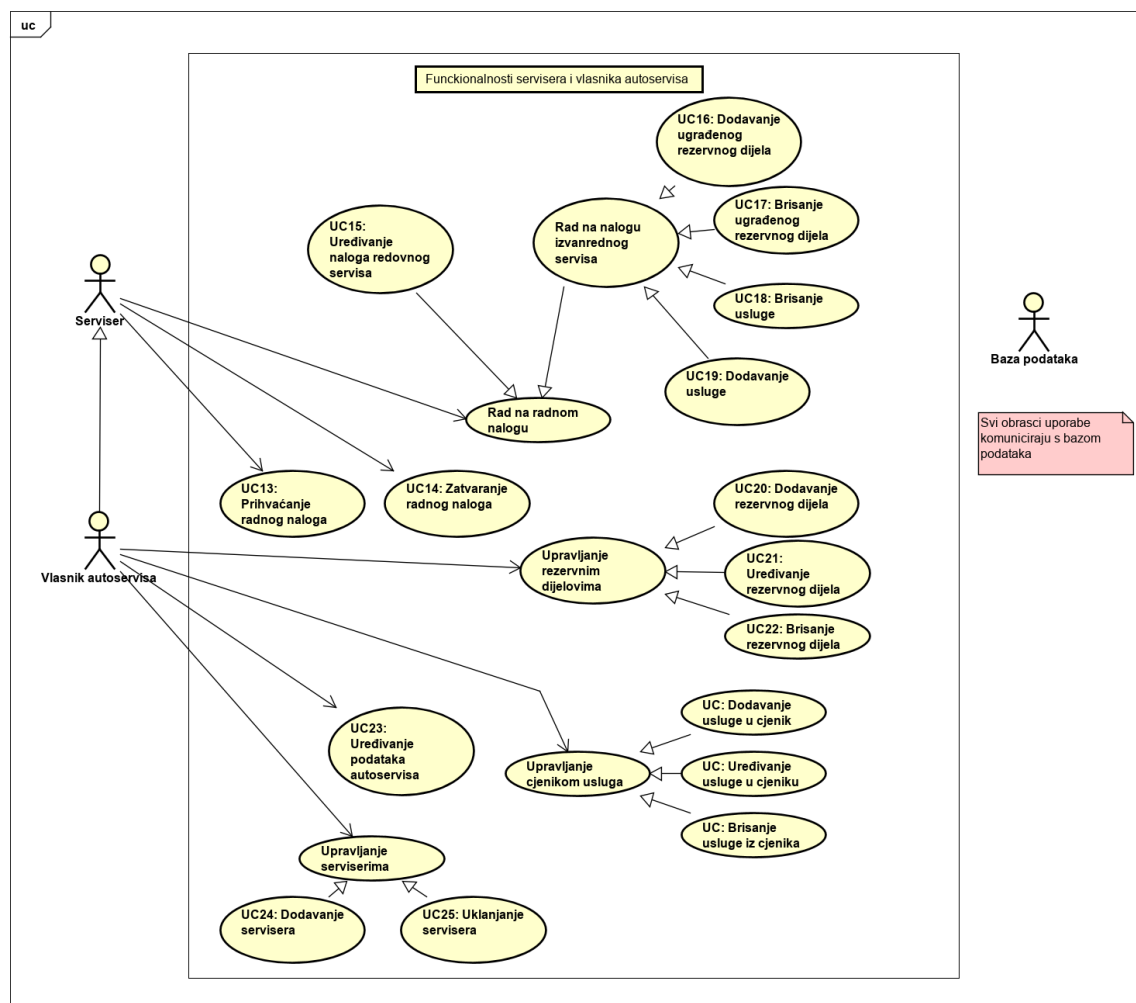 uc
Funckionalnosti servisera i vlasnika autoservisa
UC16: Dodavanje
ugrađenog
rezervnog dijela
UC17: Brisanje
ugrađenog
rezervnog dijela
UC15:
Uređivanje
naloga redovnog
servisa
Rad na nalogu
izvanrednog
servisa
UC18: Brisanje
usluge
Serviser
Baza podataka
UC19: Dodavanje
usluge
Rad na radnom
nalogu
Svi obrasci uporabe
komuniciraju s bazom
podataka
UC13:
Prihvaćanje
radnog naloga
UC14: Zatvaranje
radnog naloga
UC20: Dodavanje
rezervnog dijela
Vlasnik autoservisa
Upravljanje
rezervnim
dijelovima
UC21:
Uređivanje
rezervnog dijela
UC22: Brisanje
rezervnog dijela
UC: Dodavanje
usluge u cjenik
UC23:
Uređivanje
podataka
autoservisa
Upravljanje
cjenikom usluga
UC: Uređivanje
usluge u cjeniku
UC: Brisanje
usluge iz cjenika
Upravljanje
serviserima
UC24: Dodavanje
servisera
UC25: Uklanjanje
servisera